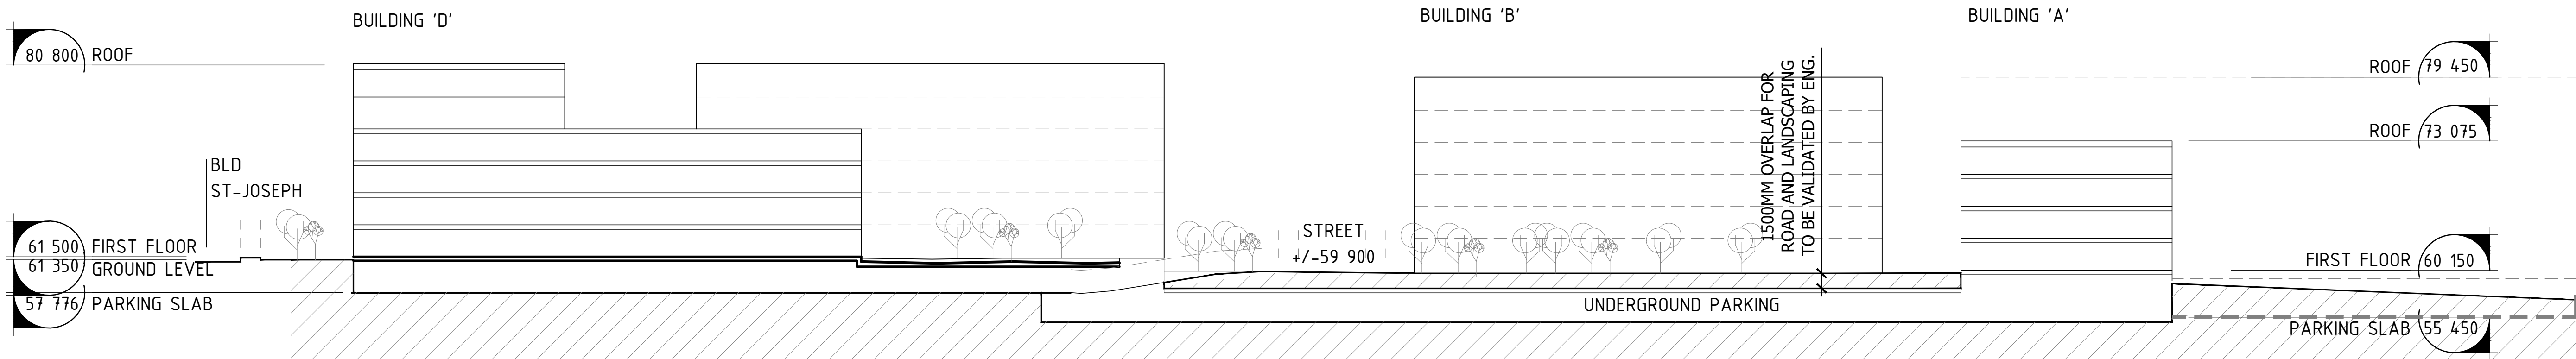 BUILDING 'D'
BUILDING 'B'
BUILDING 'A'
80 800 ROOF
BLD
ST-JOSEPH
61 500 FIRST FLOOR
61 350 GROUND LEVEL
57 776 PARKING SLAB
STREET
+/-59 900
1500MM OVERLAP FOR
ROAD AND LANDSCAPING
TO BE VALIDATED BY ENG.
UNDERGROUND PARKING
ROOF 79 450
ROOF 73 075
FIRST FLOOR 60 150
PARKING SLAB 55 450